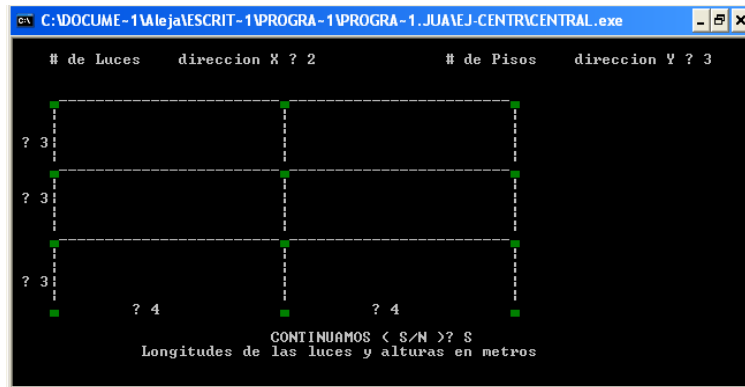 C:\DOCUME~1\Aleja\ESCRIT~1\PROGRA~1\PROGRA~1.JUA\EJ-CENTR\CENTRAL.exe
# de Luces direccion X ? 2 # de Pisos direccion Y ? 3
? 3
? 3
? 3
? 4 ? 4
CONTINUAMOS ( S/N )? S
Longitudes de las luces y alturas en metros